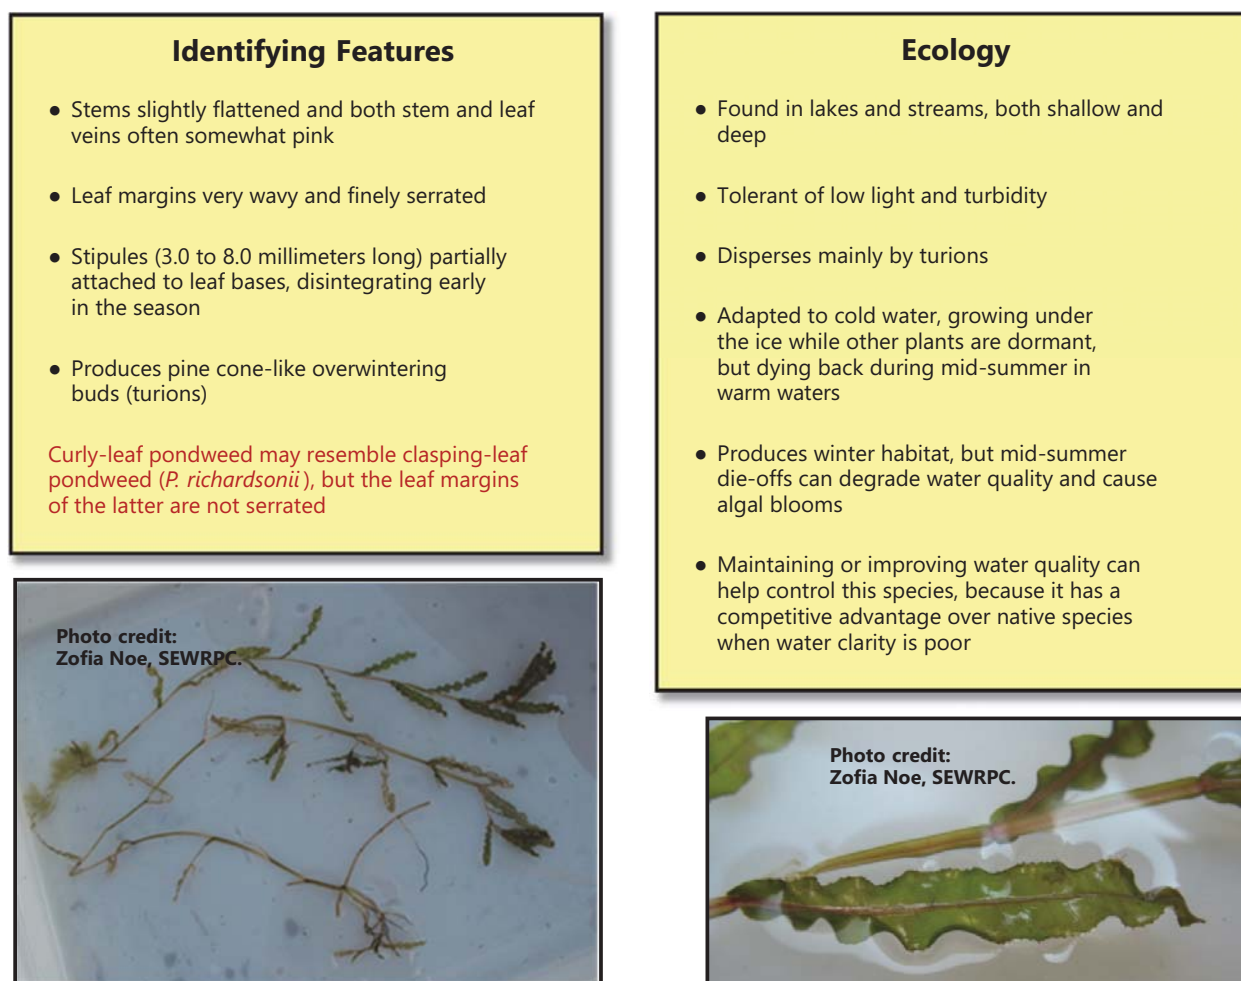 Identifying Features
● Stems slightly flattened and both stem and leaf
veins often somewhat pink
● Leaf margins very wavy and finely serrated
● Stipules (3.0 to 8.0 millimeters long) partially
attached to leaf bases, disintegrating early
in the season
● Produces pine cone-like overwintering
buds (turions)
Curly-leaf pondweed may resemble clasping-leaf
pondweed (P. richardsonii), but the leaf margins
of the latter are not serrated
Photo credit:
Zofia Noe, SEWRPC.
Ecology
● Found in lakes and streams, both shallow and
deep
● Tolerant of low light and turbidity
● Disperses mainly by turions
● Adapted to cold water, growing under
the ice while other plants are dormant,
but dying back during mid-summer in
warm waters
● Produces winter habitat, but mid-summer
die-offs can degrade water quality and cause
algal blooms
● Maintaining or improving water quality can
help control this species, because it has a
competitive advantage over native species
when water clarity is poor
Photo credit:
Zofia Noe, SEWRPC.